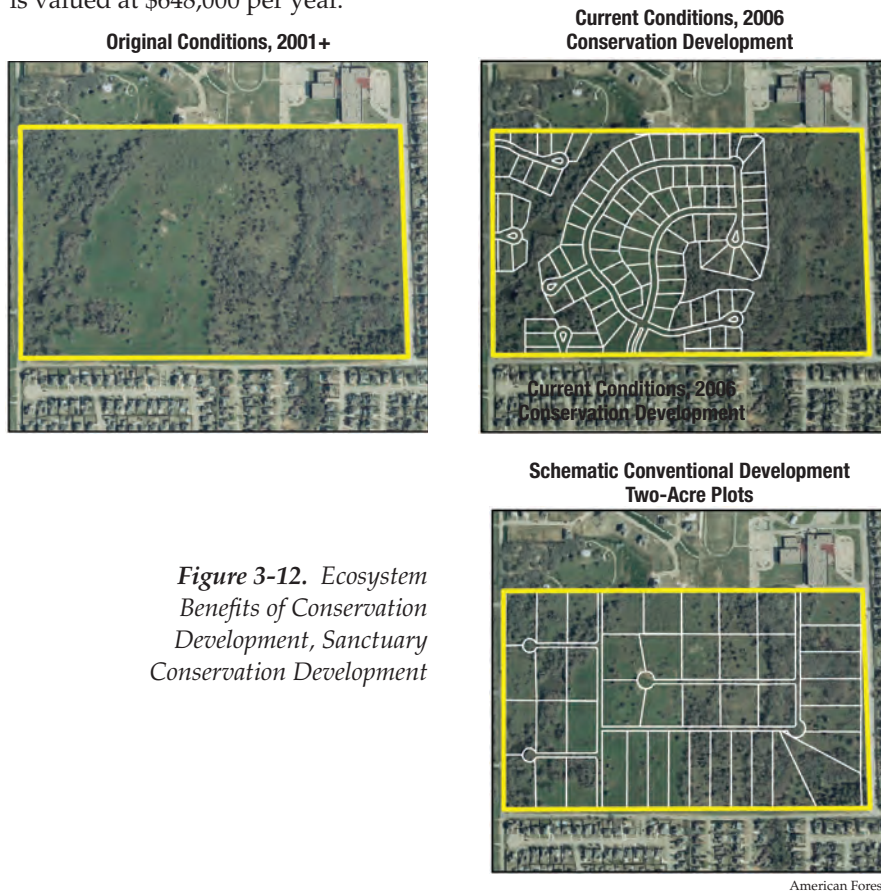 is valued at $648,000 per year.
Original Conditions, 2001+
Current Conditions, 2006
Conservation Development
Current Conditions, 2006
Conservation Development
Schematic Conventional Development
Two-Acre Plots
Figure 3-12. Ecosystem
Benefits of Conservation
Development, Sanctuary
Conservation Development
American Fores